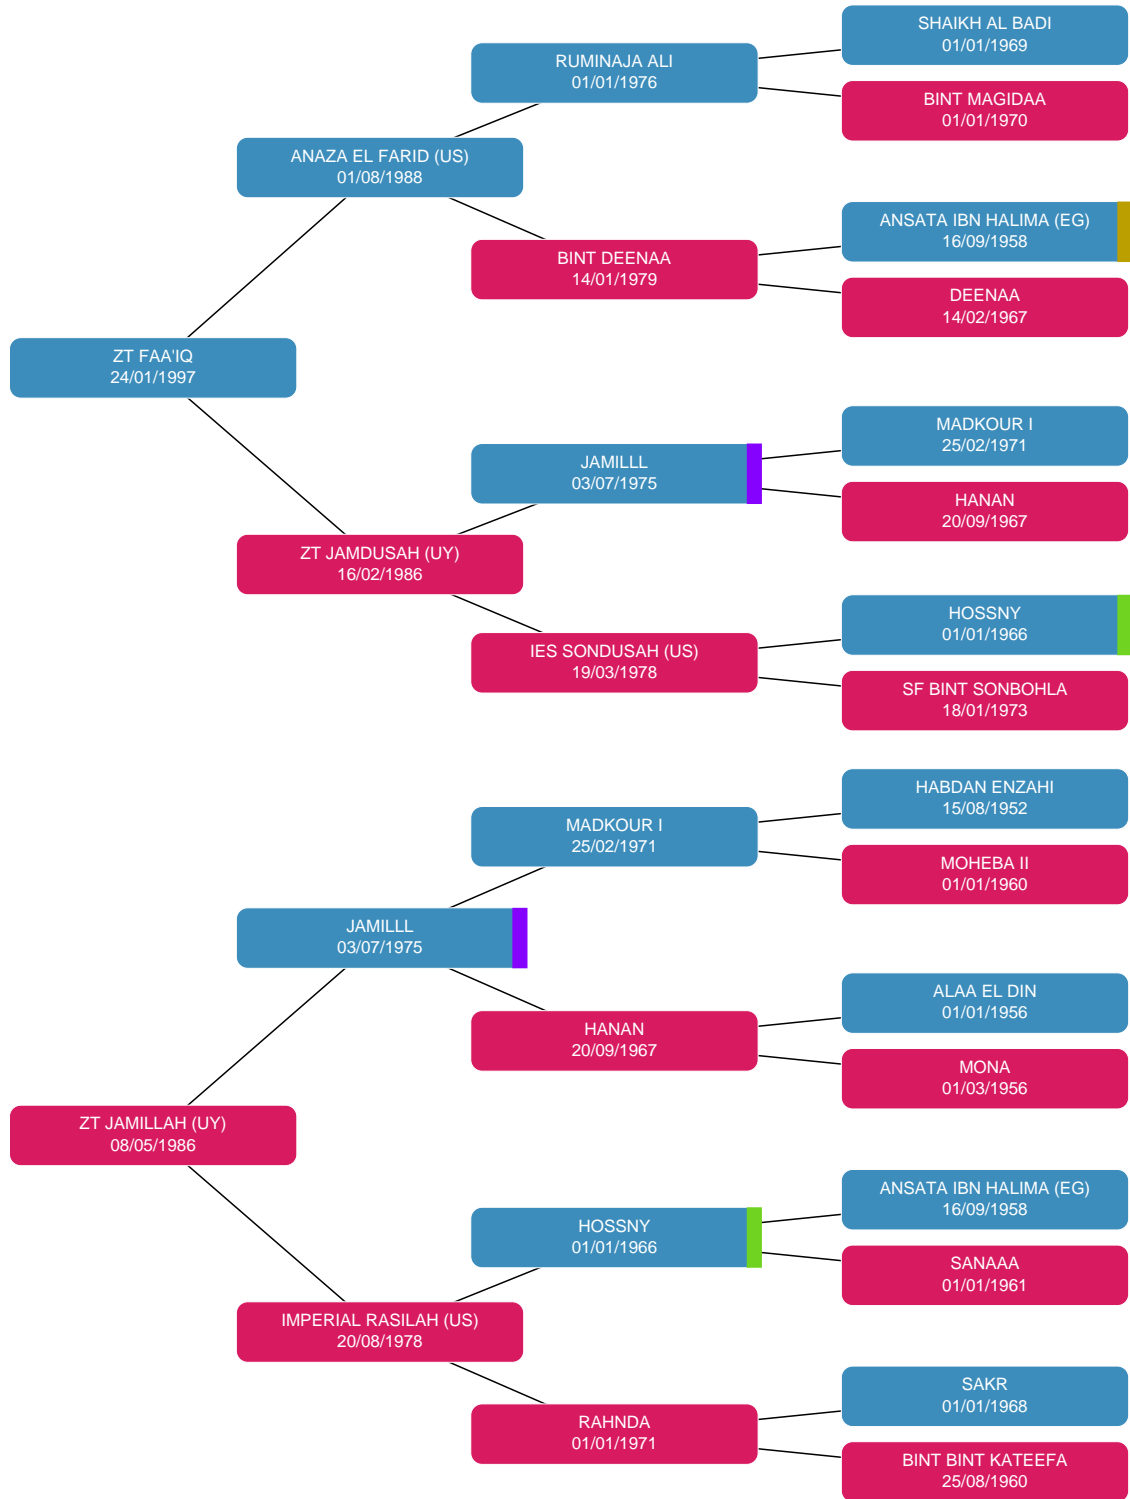 SHAIKH AL BADI
01/01/1969
RUMINAJA ALI
01/01/1976
BINT MAGIDAA
01/01/1970
ANAZA EL FARID (US)
01/08/1988
ANSATA IBN HALIMA (EG)
16/09/1958
BINT DEENAA
14/01/1979
DEENAA
14/02/1967
ZT FAA'IQ
24/01/1997
MADKOUR I
25/02/1971
JAMILLL
03/07/1975
HANAN
20/09/1967
ZT JAMDUSAH (UY)
16/02/1986
HOSSNY
01/01/1966
IES SONDUSAH (US)
19/03/1978
SF BINT SONBOHLA
18/01/1973
HABDAN ENZAHI
15/08/1952
MADKOUR I
25/02/1971
MOHEBA II
01/01/1960
JAMILLL
03/07/1975
ALAA EL DIN
01/01/1956
HANAN
20/09/1967
MONA
01/03/1956
ZT JAMILLAH (UY)
08/05/1986
ANSATA IBN HALIMA (EG)
16/09/1958
HOSSNY
01/01/1966
SANAAA
01/01/1961
IMPERIAL RASILAH (US)
20/08/1978
SAKR
01/01/1968
RAHNDA
01/01/1971
BINT BINT KATEEFA
25/08/1960